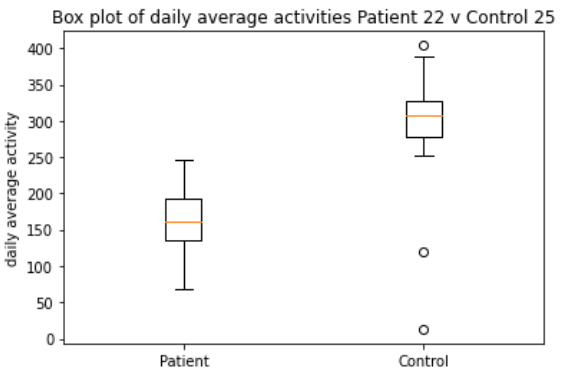 Box plot of daily average activities Patient 22 v Control 25
daily average activity
400
350
300
250
200
150
100
50
0
Patient
Control